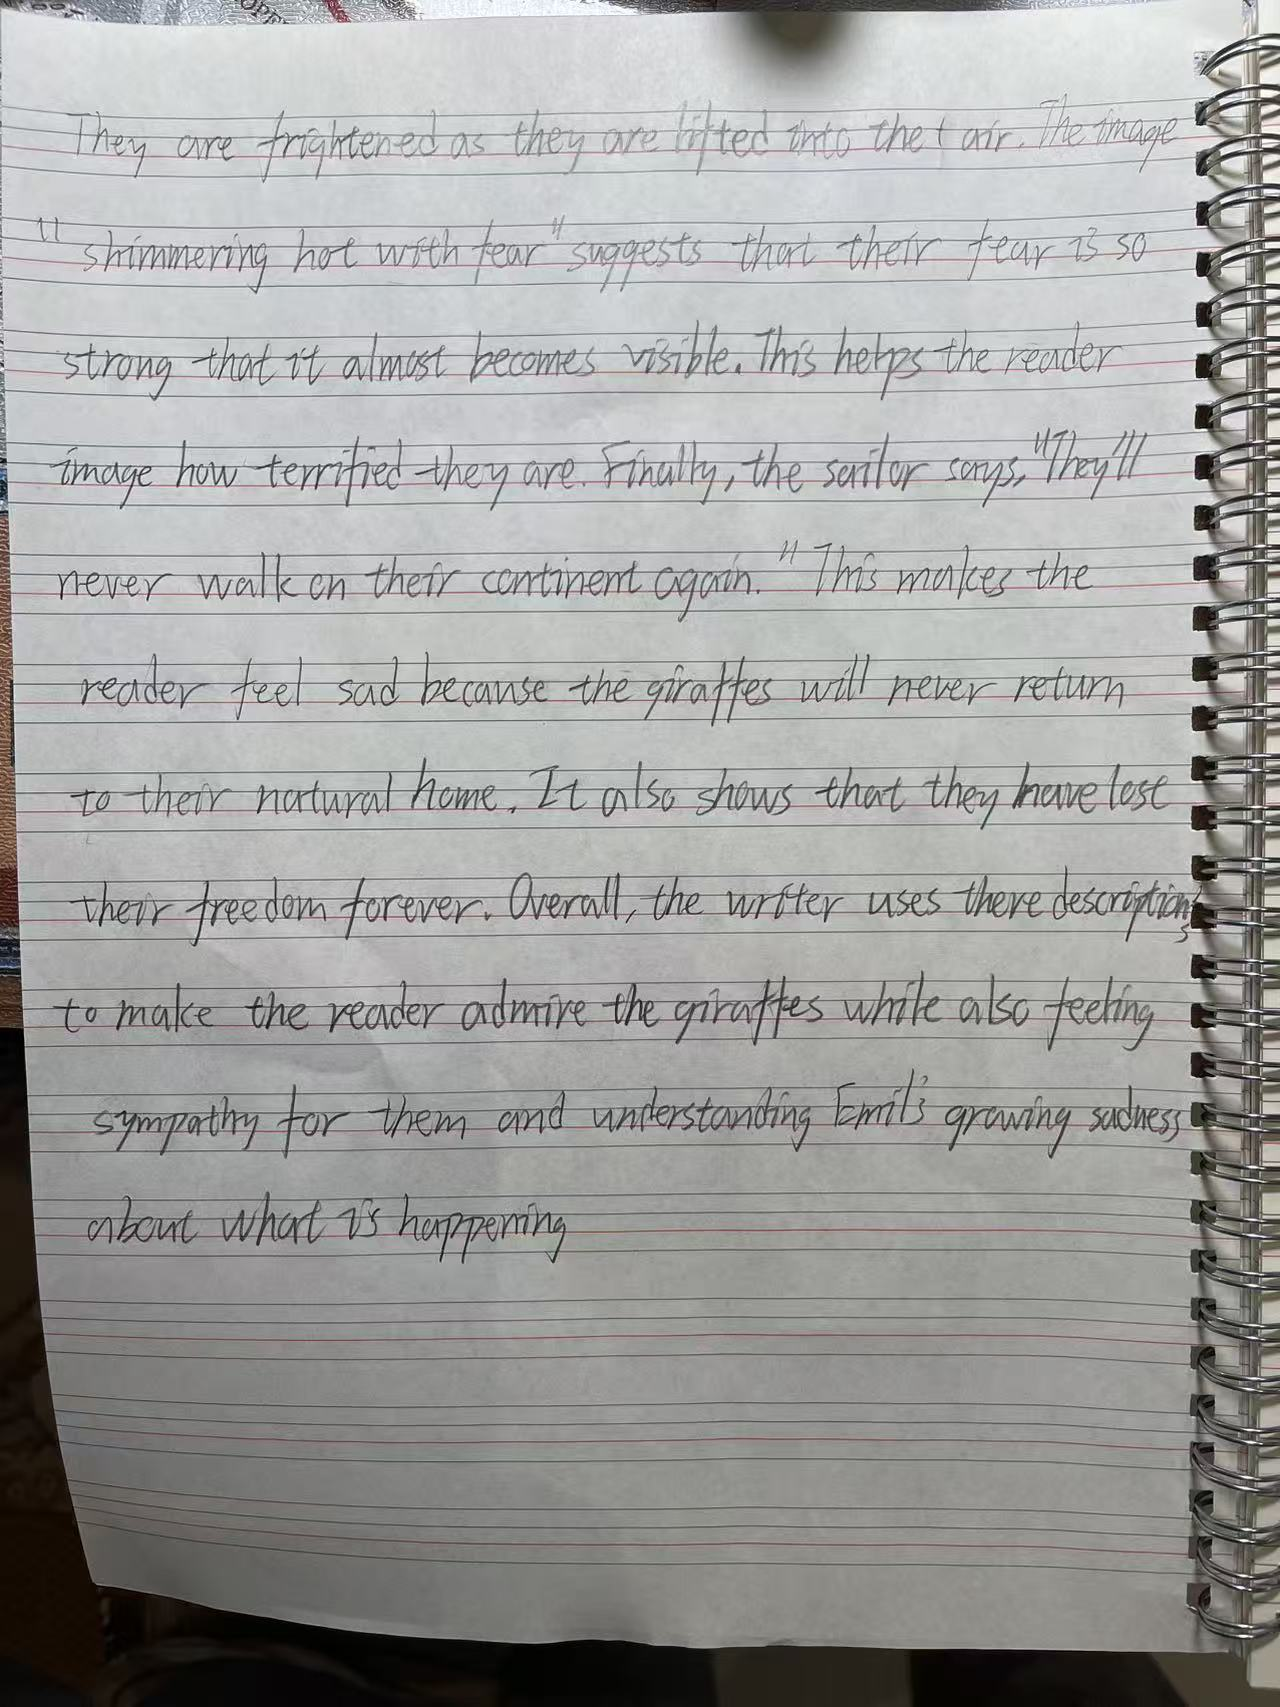 They are frightened as they are lifted into the t air. The image
"shimmering hot with fear" suggests that their fear is so
strong that it almost becomes visible. This helps the reader
image how terrified they are. Finally, the sailor says, "They'll
never walk on their continent again." This makes the
reader feel sad because the giraffes will never return
to their natural home. It also shows that they have lost
their freedom forever. Overall, the writer uses there descriptions
to make the reader admire the giraffes while also feeling
sympathy for them and understanding Emil's growing sadness
about what is happening